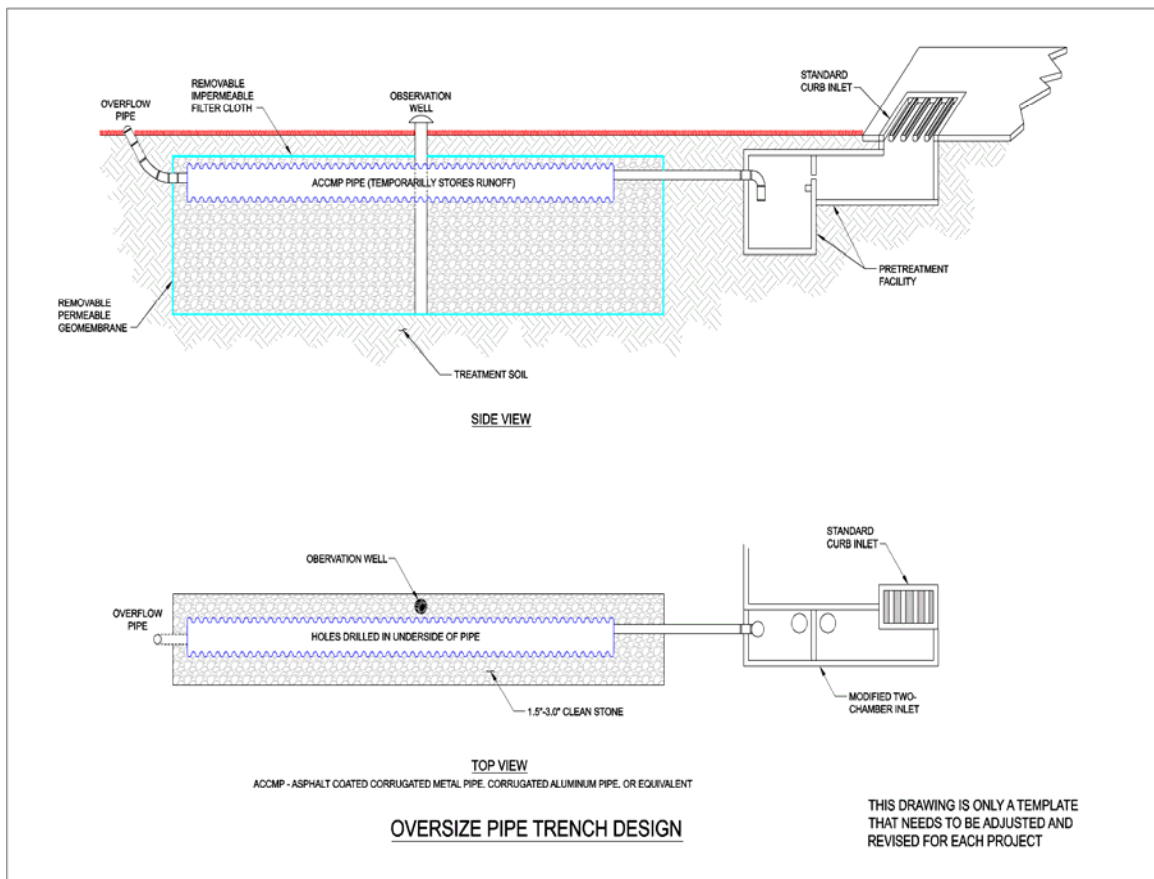 REMOVABLE
IMPERMEABLE
FILTER CLOTH
OVERFLOW
PIPE
OBSERVATION
WELL
STANDARD
CURB INLET
ACCMP PIPE (TEMPORARILLY STORES RUNOFF)
PRETREATMENT
FACILITY
REMOVABLE
PERMEABLE
GEOMEMBRANE
TREATMENT SOIL
SIDE VIEW
OBERVATION WELL
STANDARD
CURB INLET
OVERFLOW
PIPE
HOLES DRILLED IN UNDERSIDE OF PIPE
1.5"-3.0" CLEAN STONE
MODIFIED TWO-
CHAMBER INLET
TOP VIEW
ACCMP - ASPHALT COATED CORRUGATED METAL PIPE, CORRUGATED ALUMINUM PIPE, OR EQUIVALENT
OVERSIZE PIPE TRENCH DESIGN
THIS DRAWING IS ONLY A TEMPLATE
THAT NEEDS TO BE ADJUSTED AND
REVISED FOR EACH PROJECT